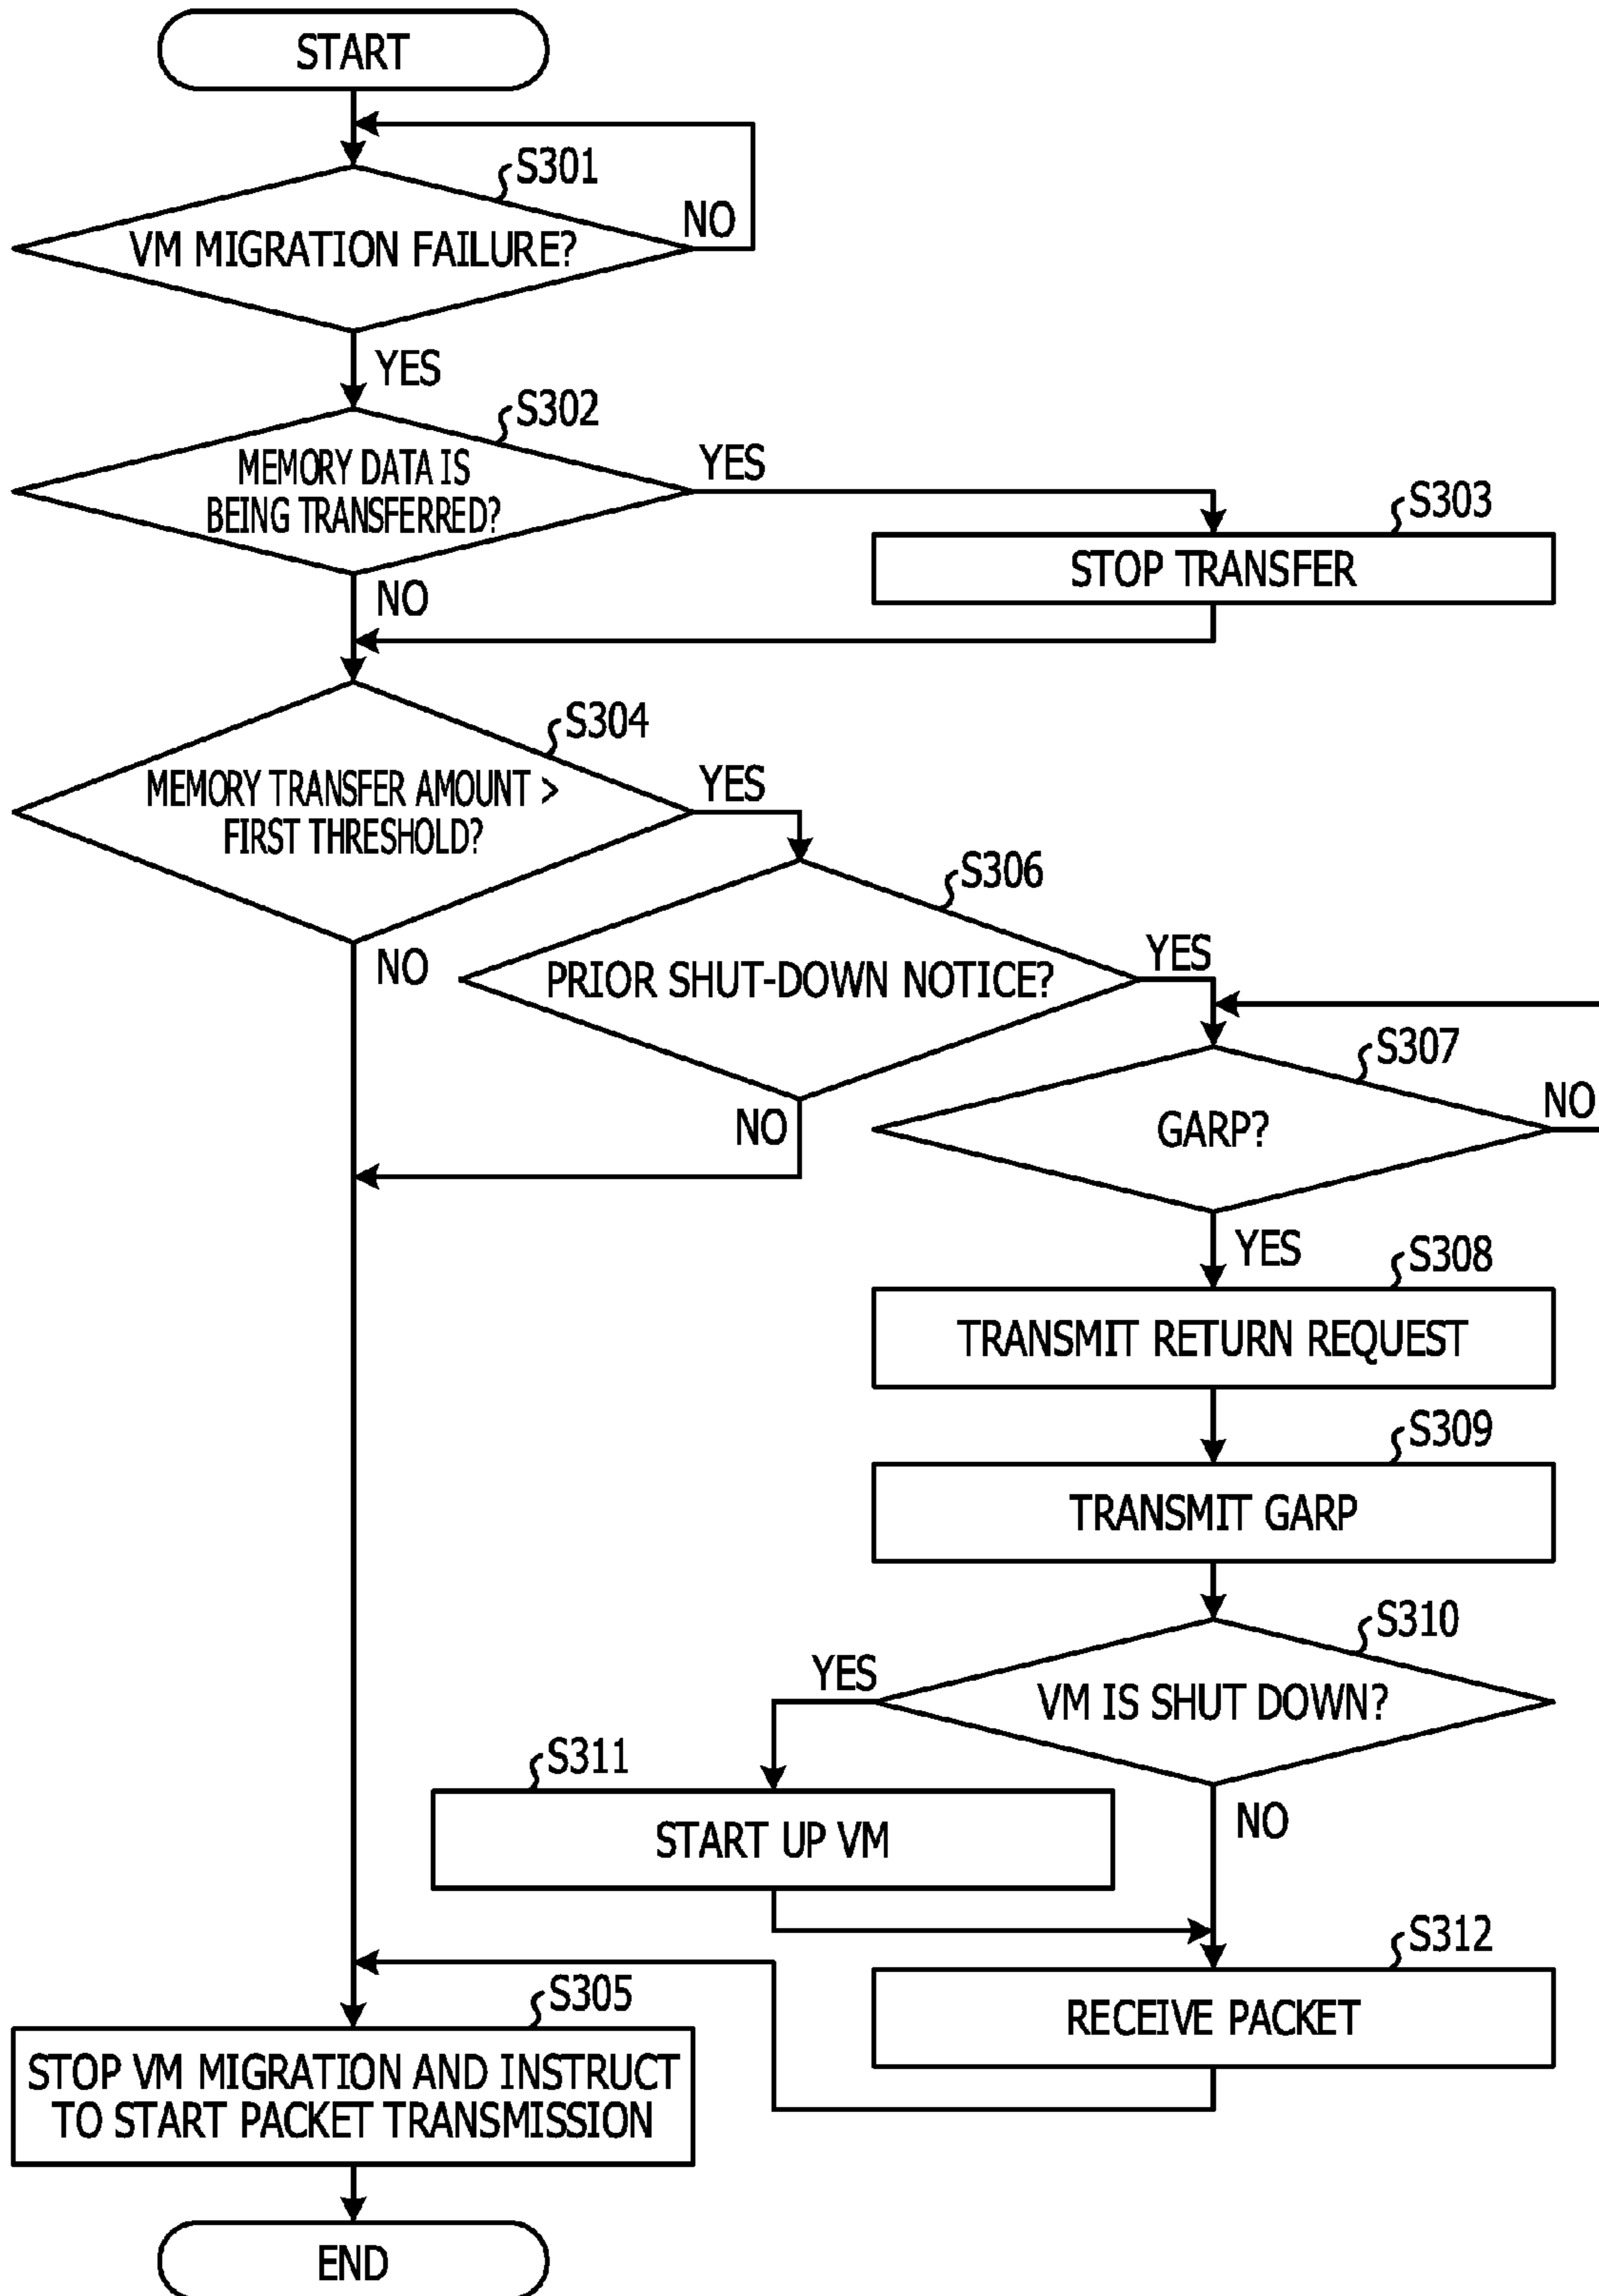 START
S301
VM MIGRATION FAILURE?
NO
YES
S302
MEMORY DATA IS
BEING TRANSFERRED?
YES
S303
STOP TRANSFER
NO
S304
MEMORY TRANSFER AMOUNT >
FIRST THRESHOLD?
YES
NO
S306
PRIOR SHUT-DOWN NOTICE?
YES
NO
S307
GARP?
NO
YES
S308
TRANSMIT RETURN REQUEST
S309
TRANSMIT GARP
S310
VM IS SHUT DOWN?
YES
NO
S311
START UP VM
S312
RECEIVE PACKET
S305
STOP VM MIGRATION AND INSTRUCT
TO START PACKET TRANSMISSION
END